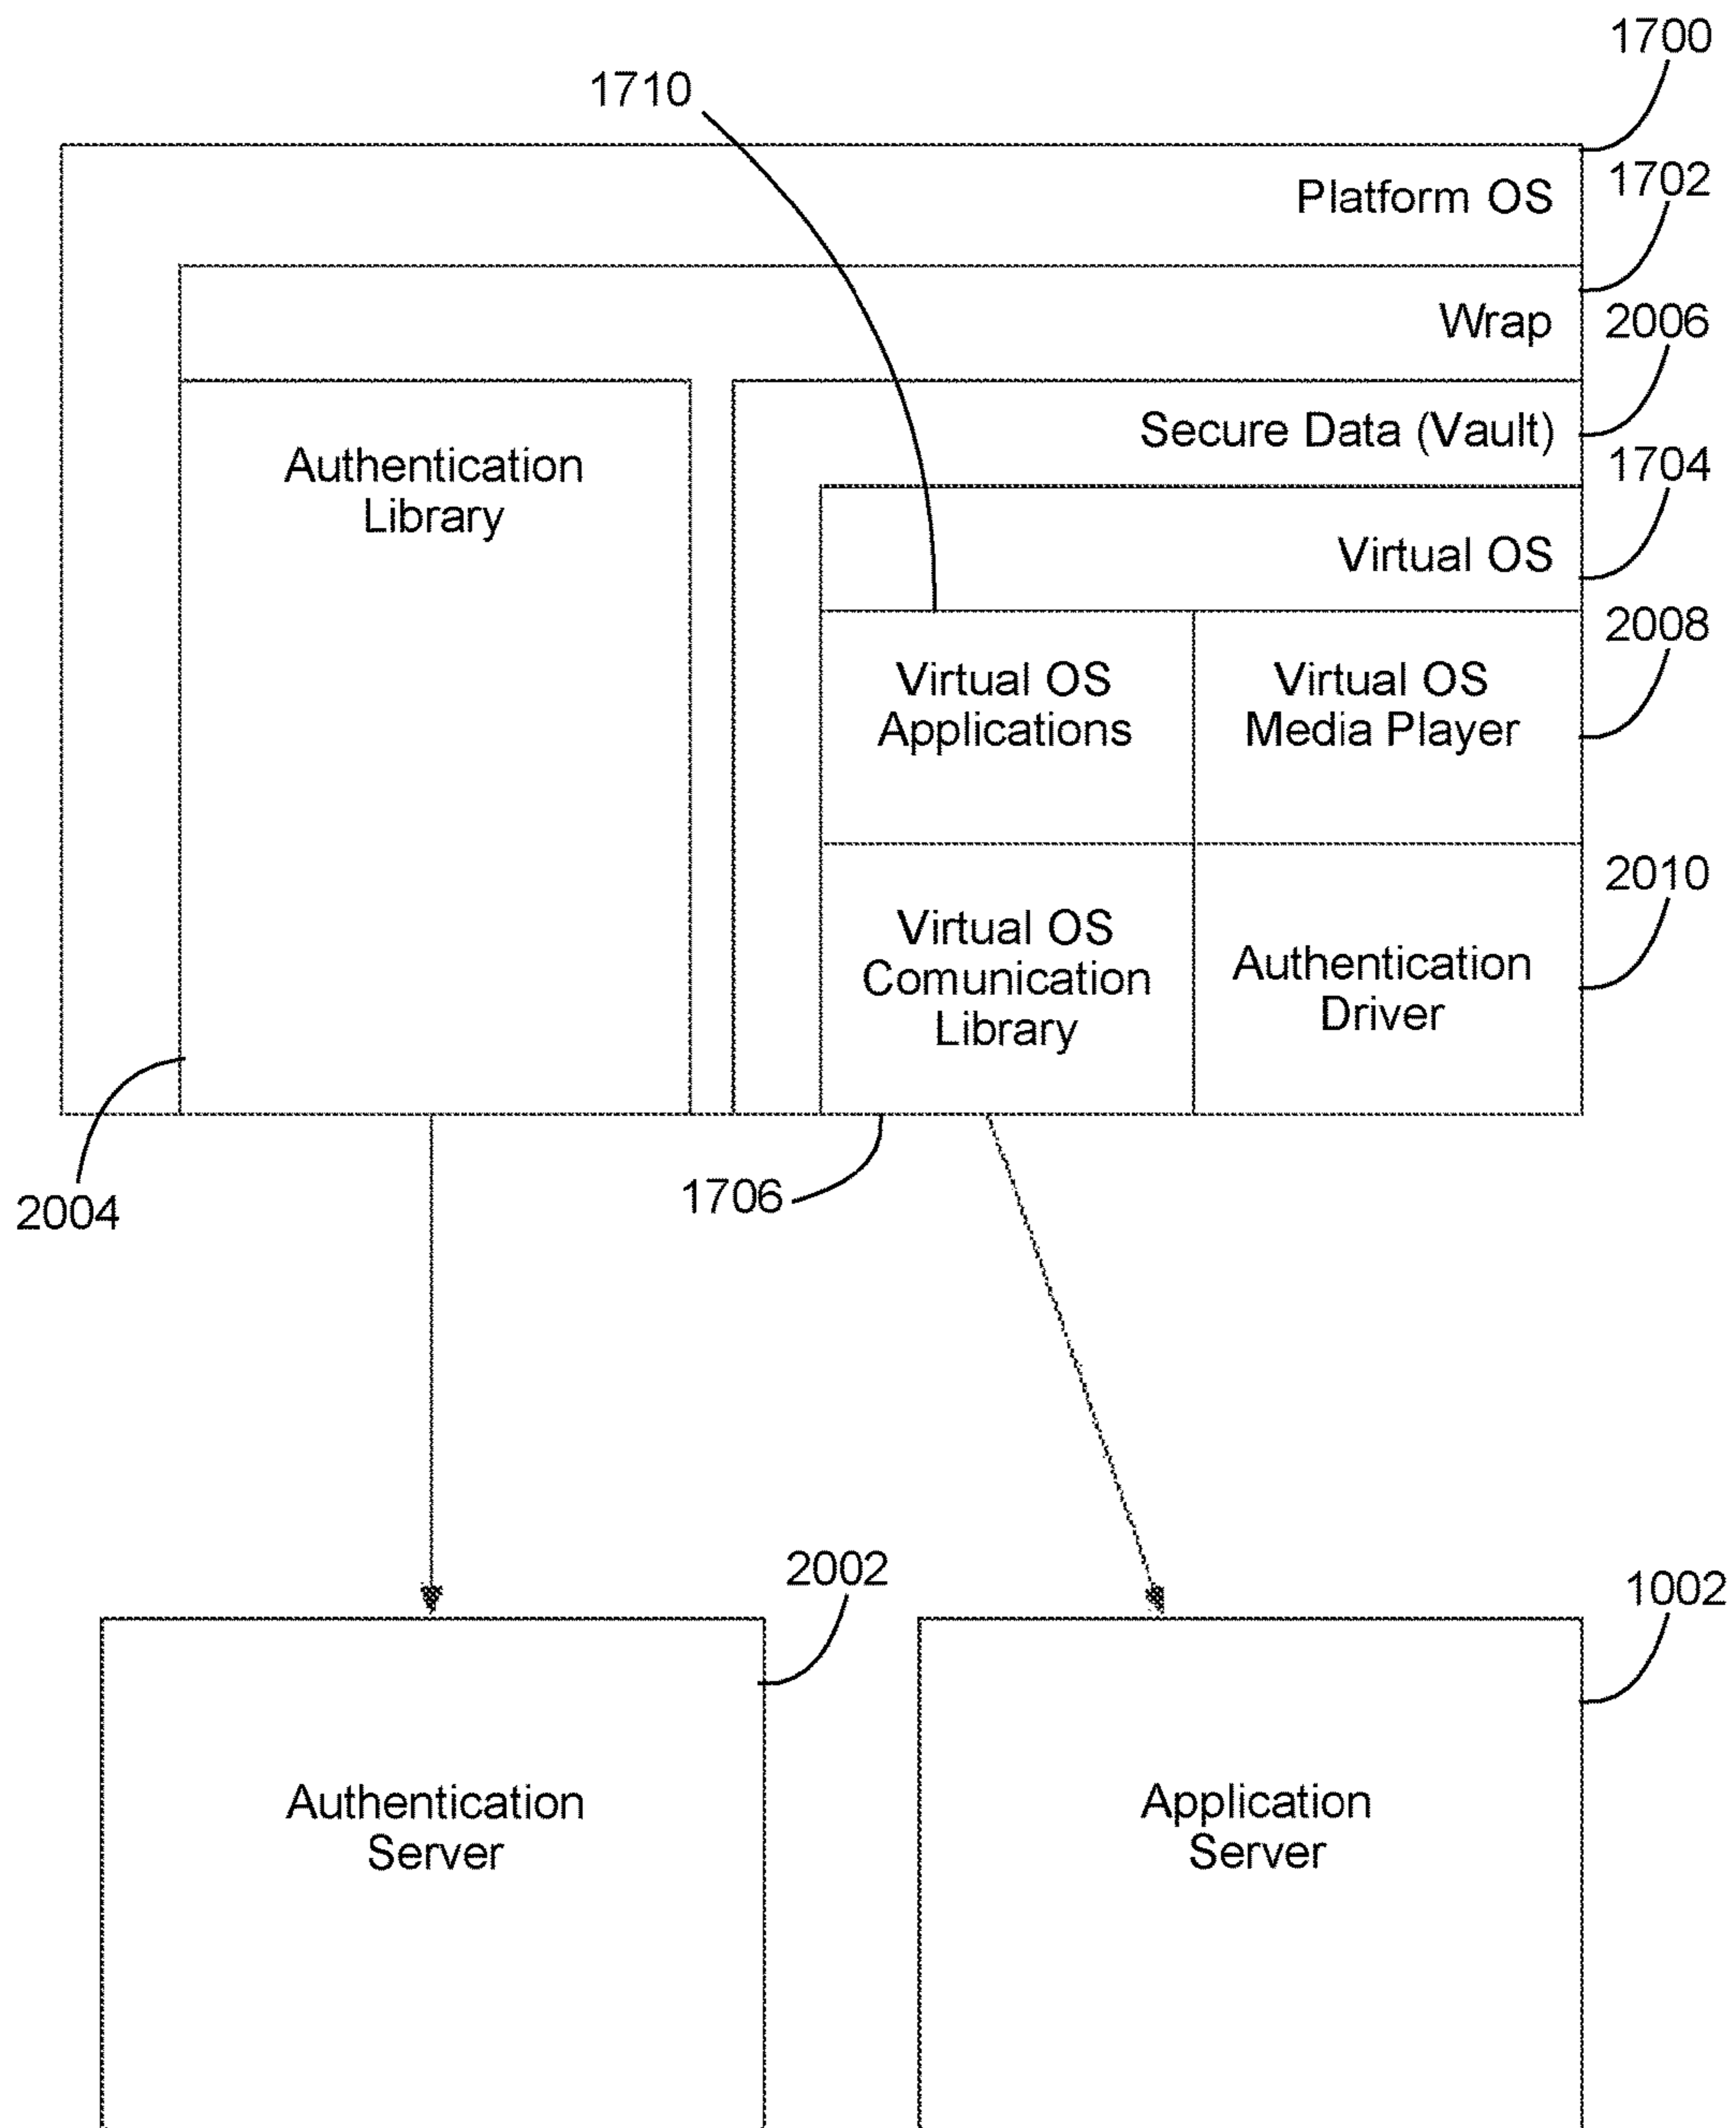 1700
1710
Platform OS
1702
Wrap
2006
Secure Data (Vault)
1704
Authentication
Library
Virtual OS
2008
Virtual OS
Applications
Virtual OS
Media Player
2010
Virtual OS
Comunication
Library
Authentication
Driver
2004
1706
2002
1002
Authentication
Server
Application
Server